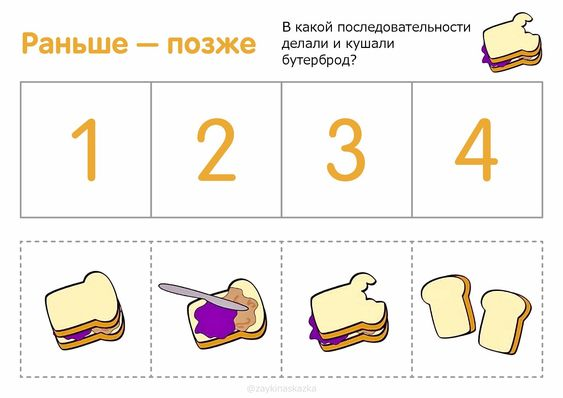 Раньше — позже
В какой последовательности
делали и кушали
бутерброд?
1 2 3 4
@zaykinaskazka